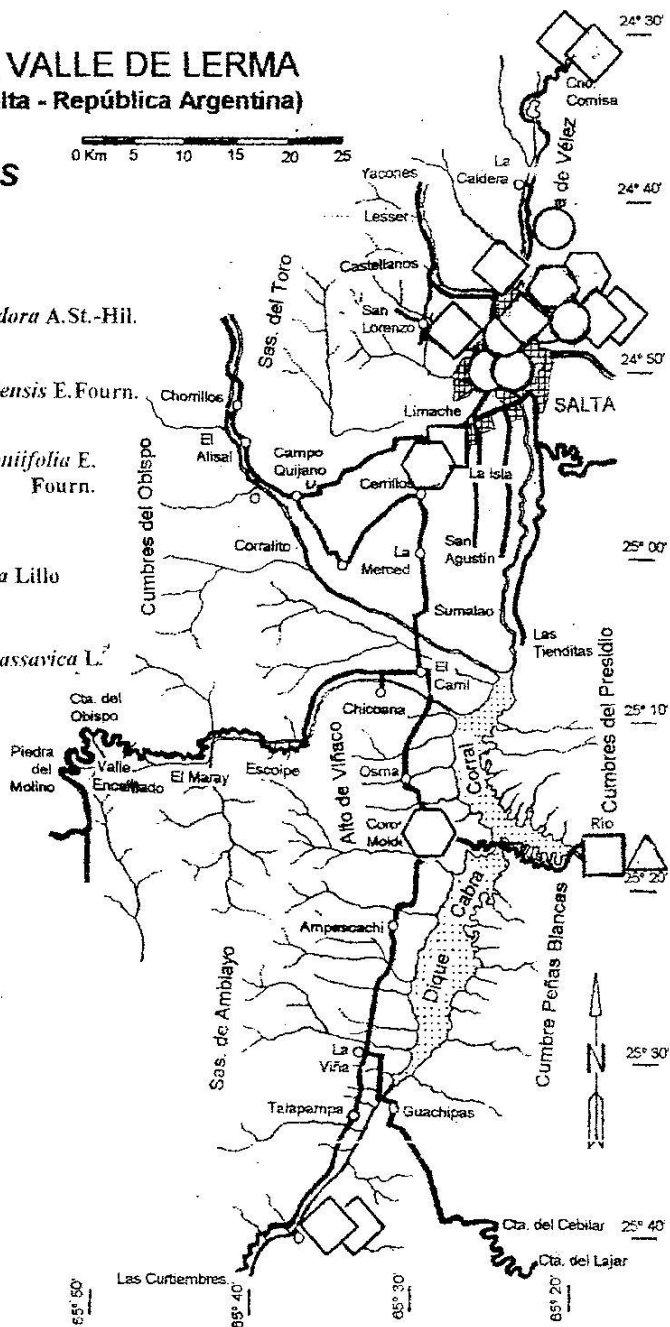 VALLE DE LERMA
lta - República Argentina)
0 Km 5 10 15 20 25
S
dora A.St.-Hil.
ensis E.Fourn.
E.
Fourn.
a Lillo
assavica L.
24° 30'
Cno.
Cornisa
a de Vélez
La
Caldera
Yacones
24° 40'
Lesser
Castellanos
Sas. del Toro
San
Lorenzo
24° 50'
Chorrillos
Limache
SALTA
El
Alisal
Campo
Quijano
Cerrillos
La Isla
Cumbres del Obispo
Corralito
La
Merced
San
Agustín
25° 00'
Sumalao
Las
Tienditas
El
Carril
Cumbres del Presidio
Cta. del
Obispo
Chicoana
25° 10'
Piedra
del
Molino
Valle
El Maray
Escoipe
Alto de Viñaco
Osma
Corral
Coro
Mold
Río
Cabra
25° 20'
Ampascachi
Dique
Cumbre Peñas Blancas
Sas. de Amblayo
La
Viña
N
25° 30'
Talapampa
Guachipas
Cta. del Cebilar
25° 40'
Cta. del Lajar
Las Curtiembres.
65° 50'
65° 40'
65° 30'
65° 20'